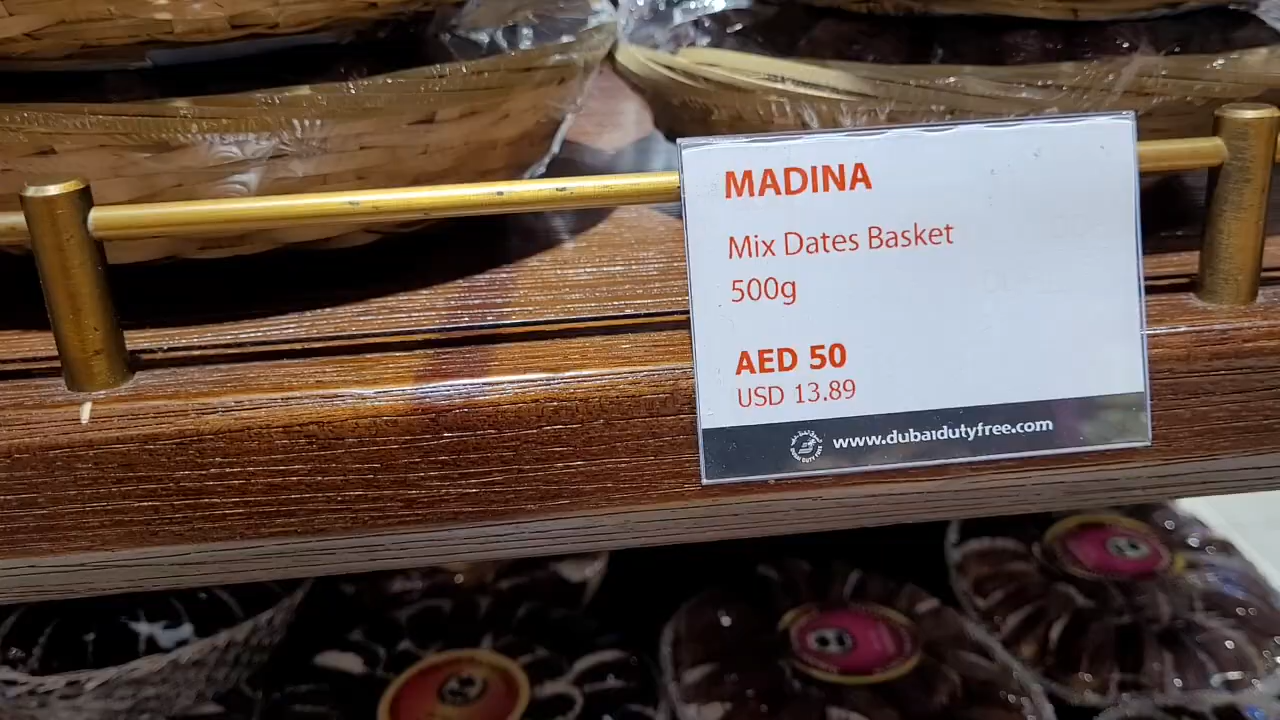 MADINA
Mix Dates Basket
500g
AED 50
USD 13.89
www.dubaidutyfree.com